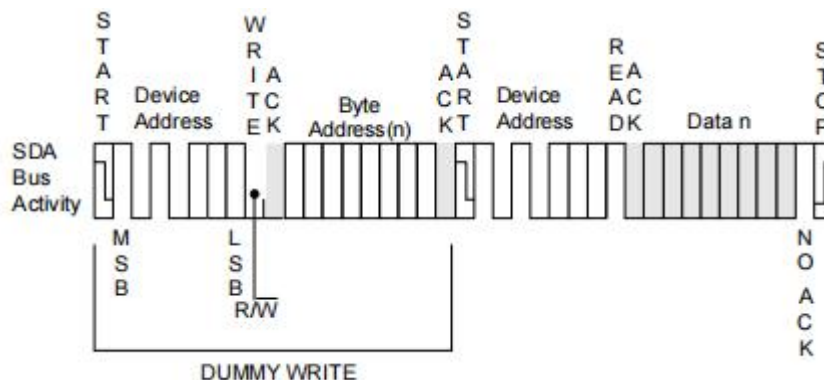 START
Device Address
WRITE
ACK
Byte Address(n)
ACK
START
Device Address
READ
ACK
Data n
STOP
SDA Bus Activity
MSB
LSB
R/W
NO ACK
DUMMY WRITE